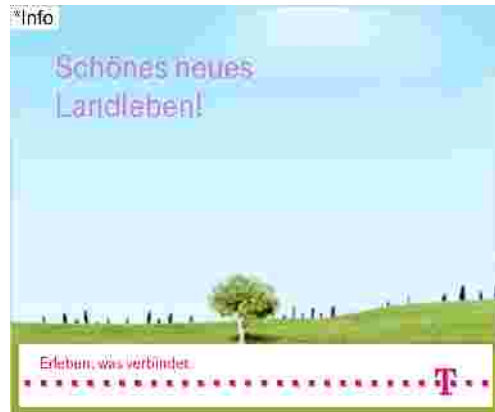 *Info
Schönes neues
Landleben!
Erleben, was verbindet.
T